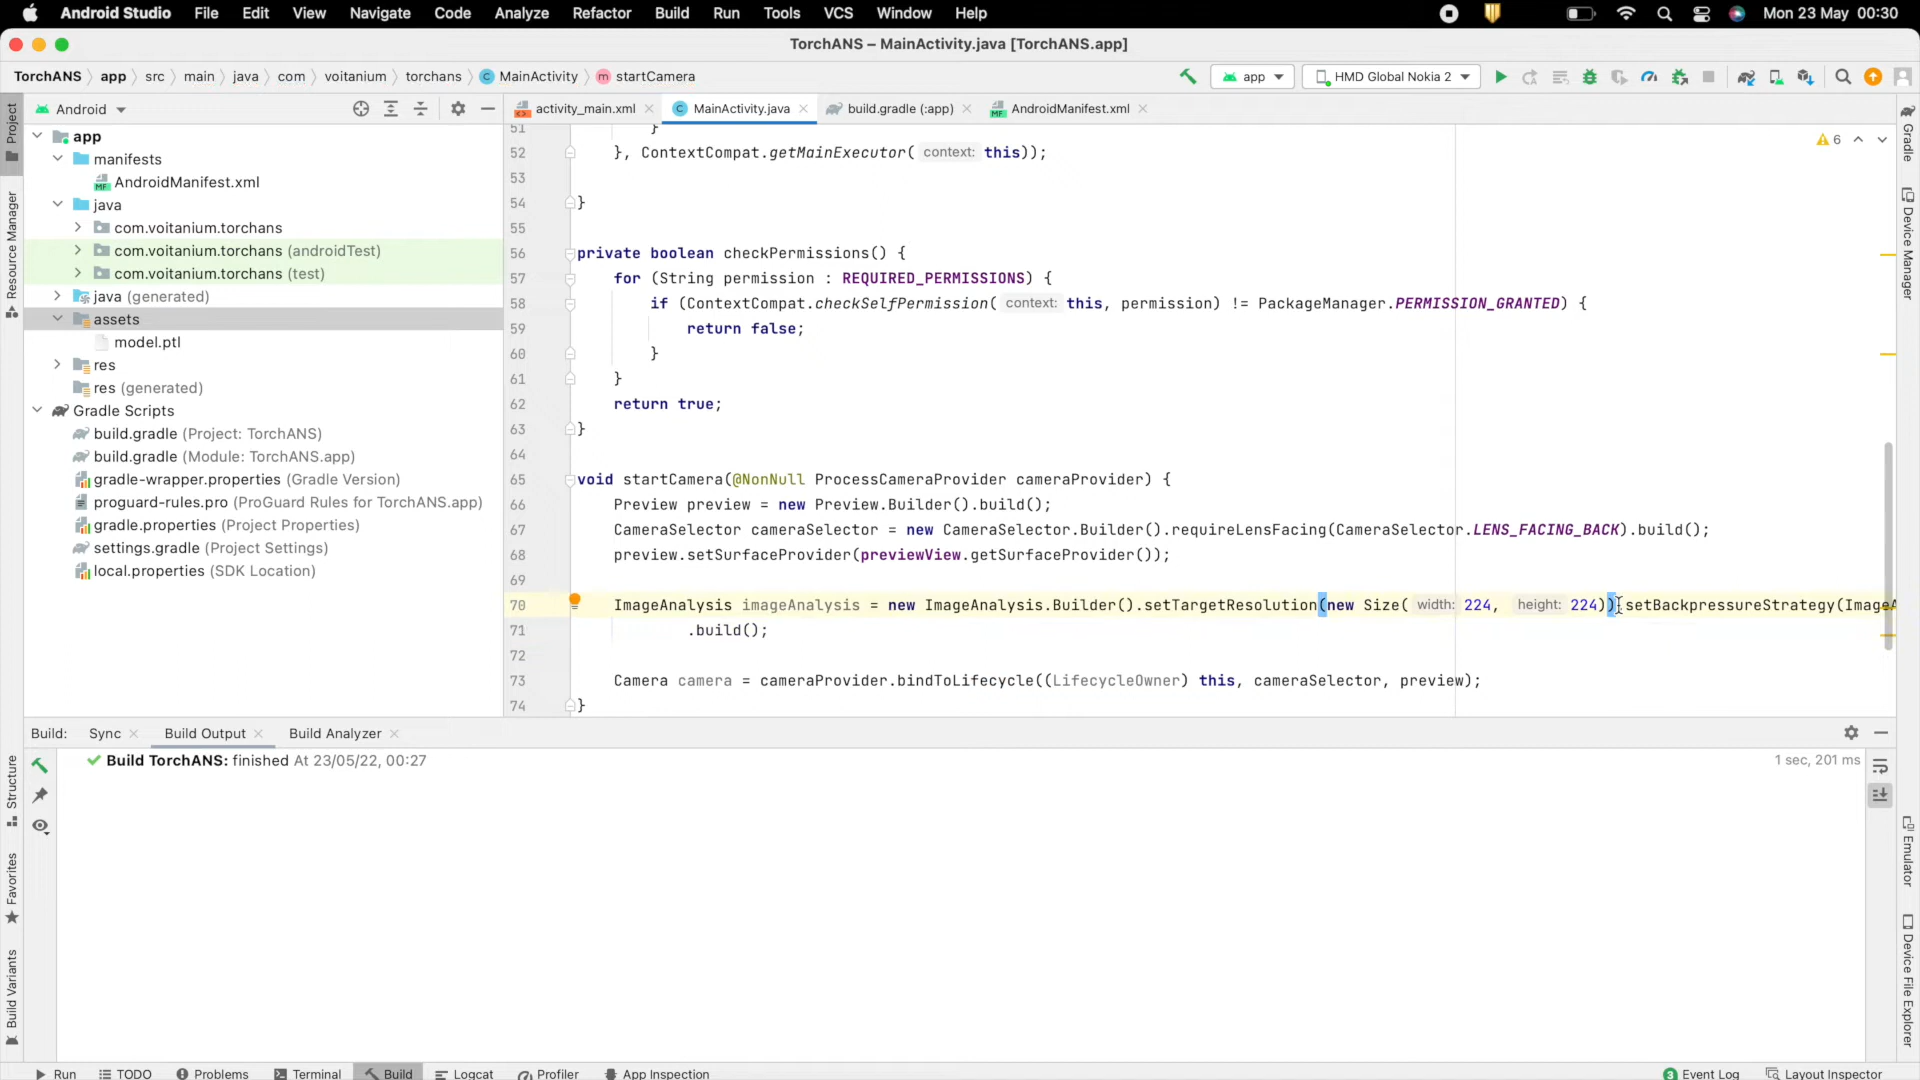 Android Studio File Edit View Navigate Code Analyze Refactor Build Run Tools VCS Window Help Mon 23 May 00:30
TorchANS – MainActivity.java [TorchANS.app]
TorchANS app src main java com voitanium torchans MainActivity startCamera app HMD Global Nokia 2
Android
activity_main.xml MainActivity.java build.gradle (:app) AndroidManifest.xml
app
manifests
AndroidManifest.xml
java
com.voitanium.torchans
com.voitanium.torchans (androidTest)
com.voitanium.torchans (test)
java (generated)
assets
model.ptl
res
res (generated)
Gradle Scripts
build.gradle (Project: TorchANS)
build.gradle (Module: TorchANS.app)
gradle-wrapper.properties (Gradle Version)
proguard-rules.pro (ProGuard Rules for TorchANS.app)
gradle.properties (Project Properties)
settings.gradle (Project Settings)
local.properties (SDK Location)
6
51 }
52 }, ContextCompat.getMainExecutor( context: this));
53
54 }
55
56 private boolean checkPermissions() {
57 for (String permission : REQUIRED_PERMISSIONS) {
58 if (ContextCompat.checkSelfPermission( context: this, permission) != PackageManager.PERMISSION_GRANTED) {
59 return false;
60 }
61 }
62 return true;
63 }
64
65 void startCamera(@NonNull ProcessCameraProvider cameraProvider) {
66 Preview preview = new Preview.Builder().build();
67 CameraSelector cameraSelector = new CameraSelector.Builder().requireLensFacing(CameraSelector.LENS_FACING_BACK).build();
68 preview.setSurfaceProvider(previewView.getSurfaceProvider());
69
70 ImageAnalysis imageAnalysis = new ImageAnalysis.Builder().setTargetResolution(new Size( width: 224, height: 224)).setBackpressureStrategy(ImageA
71 .build();
72
73 Camera camera = cameraProvider.bindToLifecycle((LifecycleOwner) this, cameraSelector, preview);
74 }
Build: Sync Build Output Build Analyzer
Build TorchANS: finished At 23/05/22, 00:27 1 sec, 201 ms
Project
Resource Manager
Structure
Favorites
Build Variants
Gradle
Device Manager
Emulator
Device File Explorer
Run TODO Problems Terminal Build Logcat Profiler App Inspection 3 Event Log Layout Inspector